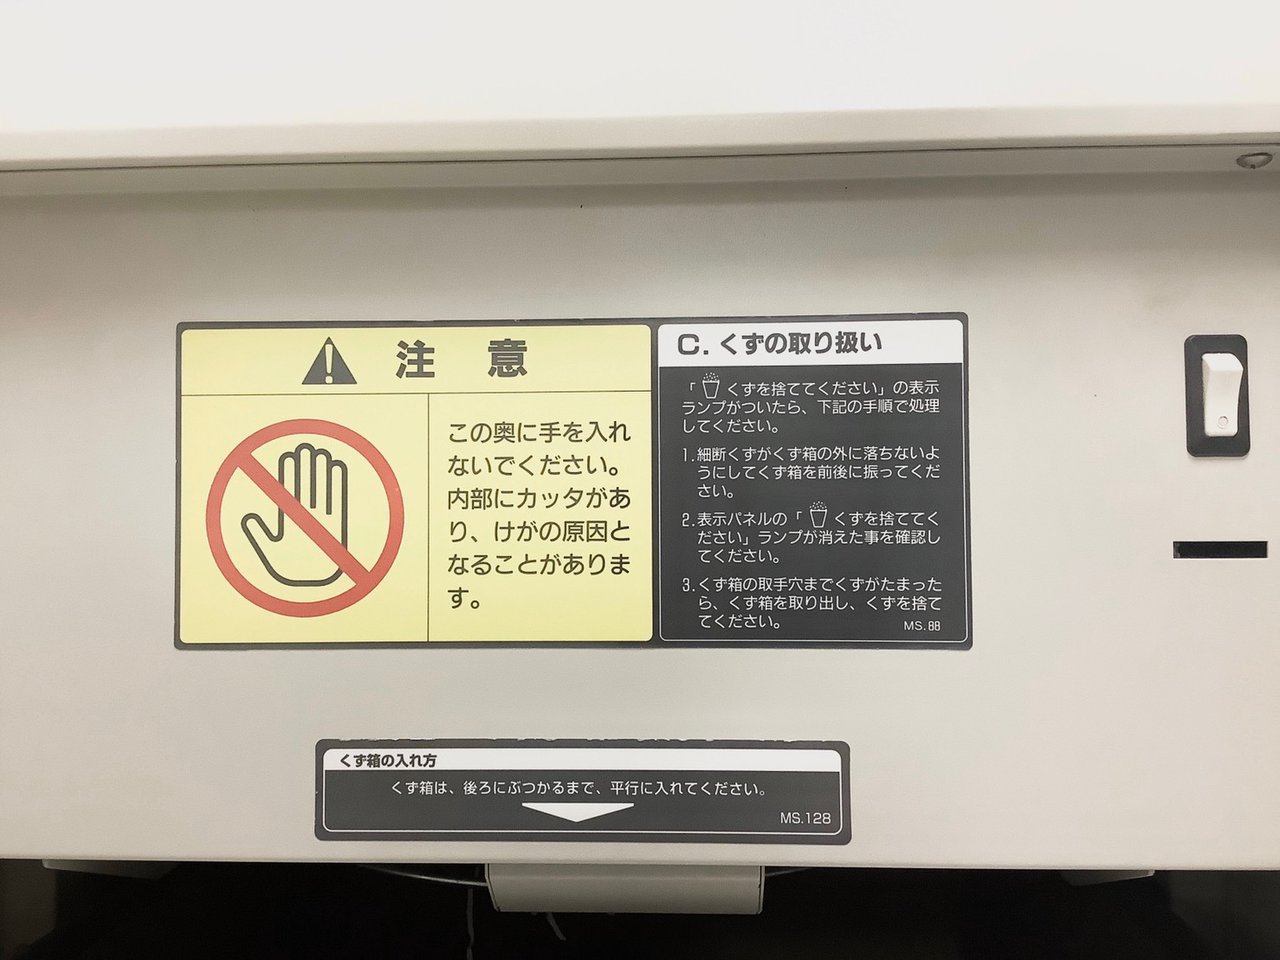 注意
この奥に手を入れ
ないでください。
内部にカッタがあ
り、けがの原因と
なることがありま
す。
C. くずの取り扱い
「くずを捨ててください」の表示
ランプがついたら、下記の手順で処理
してください。
1. 細断くずがくず箱の外に落ちないよ
うにしてくず箱を前後に振ってくだ
さい。
2. 表示パネルの「くずを捨ててく
ださい」ランプが消えた事を確認し
てください。
3. くず箱の取手穴までくずがたまった
ら、くず箱を取り出し、くずを捨て
てください。
MS.88
くず箱の入れ方
くず箱は、後ろにぶつかるまで、平行に入れてください。
MS.128